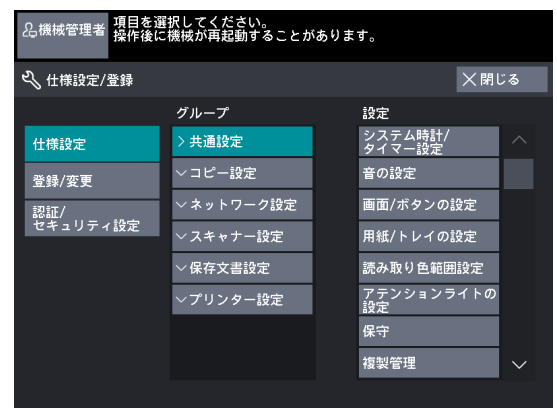 機械管理者
項目を選択してください。
操作後に機械が再起動することがあります。
仕様設定/登録
閉じる
グループ
設定
仕様設定
登録/変更
認証/
セキュリティ設定
共通設定
コピー設定
ネットワーク設定
スキャナー設定
保存文書設定
プリンター設定
システム時計/
タイマー設定
音の設定
画面/ボタンの設定
用紙/トレイの設定
読み取り色範囲設定
アテンションライトの
設定
保守
複製管理